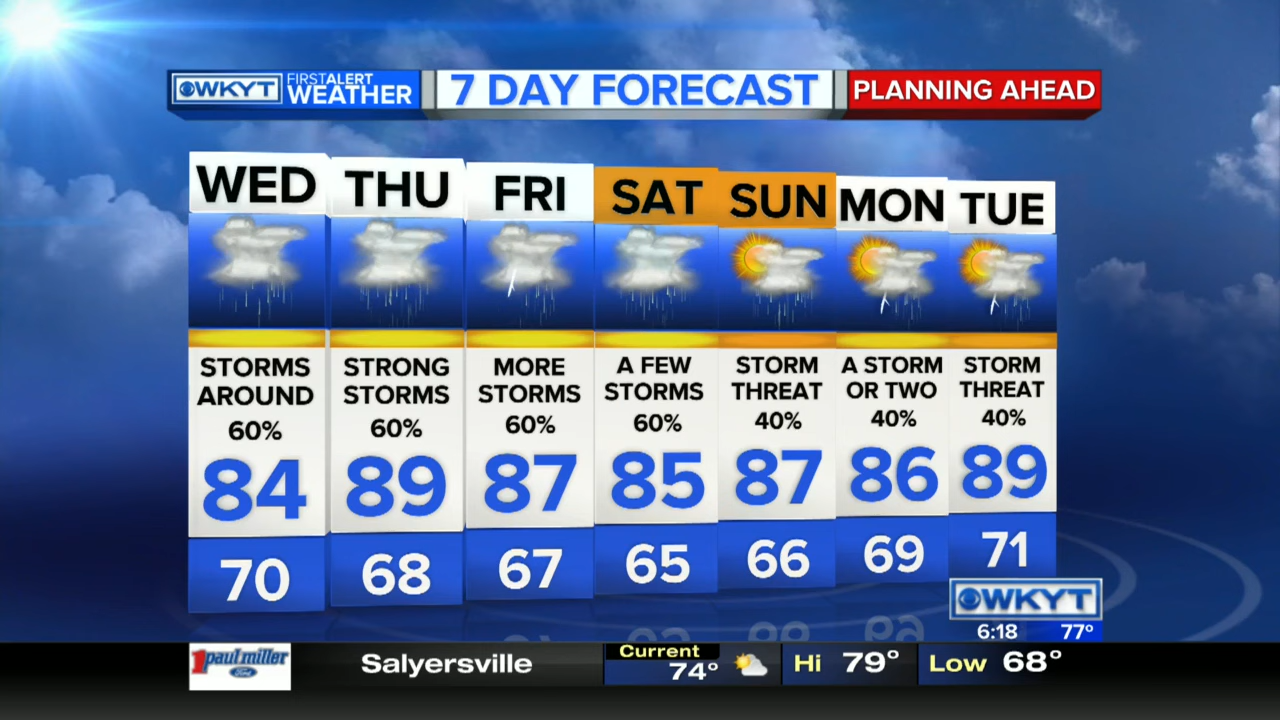 WKYT FIRST ALERT WEATHER
7 DAY FORECAST
PLANNING AHEAD
WED THU FRI SAT SUN MON TUE
STORMS AROUND
60%
84
70
STRONG STORMS
60%
89
68
MORE STORMS
60%
87
67
A FEW STORMS
60%
85
65
STORM THREAT
40%
87
66
A STORM OR TWO
40%
86
69
STORM THREAT
40%
89
71
WKYT
6:18 77°
1 paul miller
Ford
Salyersville
Current
74°
Hi 79°
Low 68°